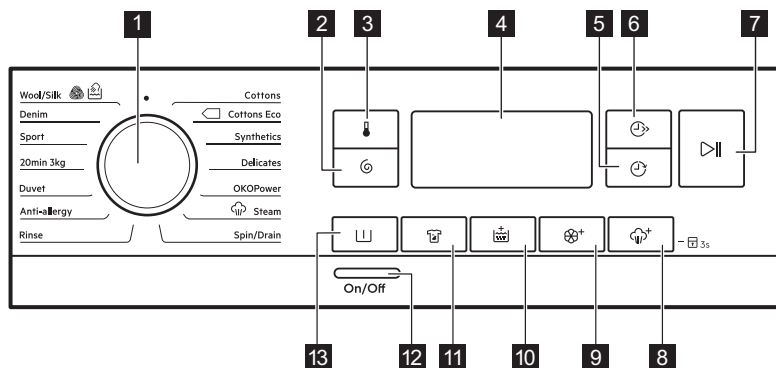 1 2 3 4 5 6 7
Wool/Silk Cottons
Denim Cottons Eco
Sport Synthetics
20min 3kg Delicates
Duvet OKOPower
Anti-allergy Steam
Rinse Spin/Drain
3s
On/Off
13 12 11 10 9 8